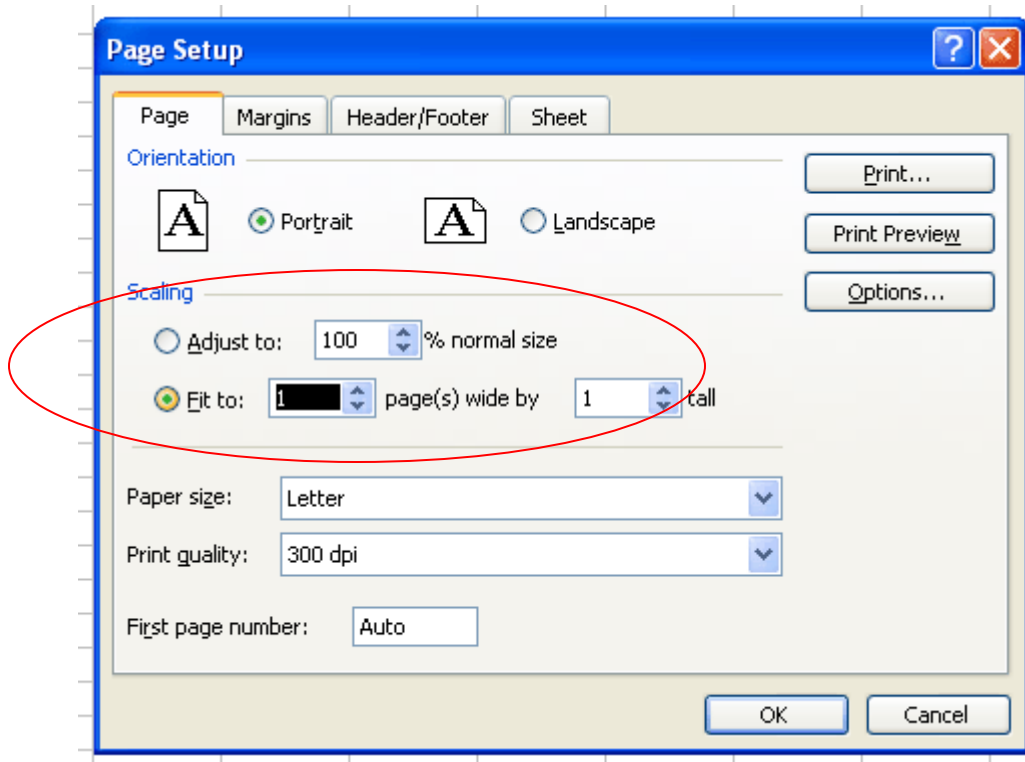 Page Setup
Page Margins Header/Footer Sheet
Orientation
A Portrait A Landscape
Print...
Print Preview
Options...
Scaling
Adjust to: 100 % normal size
Fit to: 1 page(s) wide by 1 tall
Paper size: Letter
Print quality: 300 dpi
First page number: Auto
OK Cancel